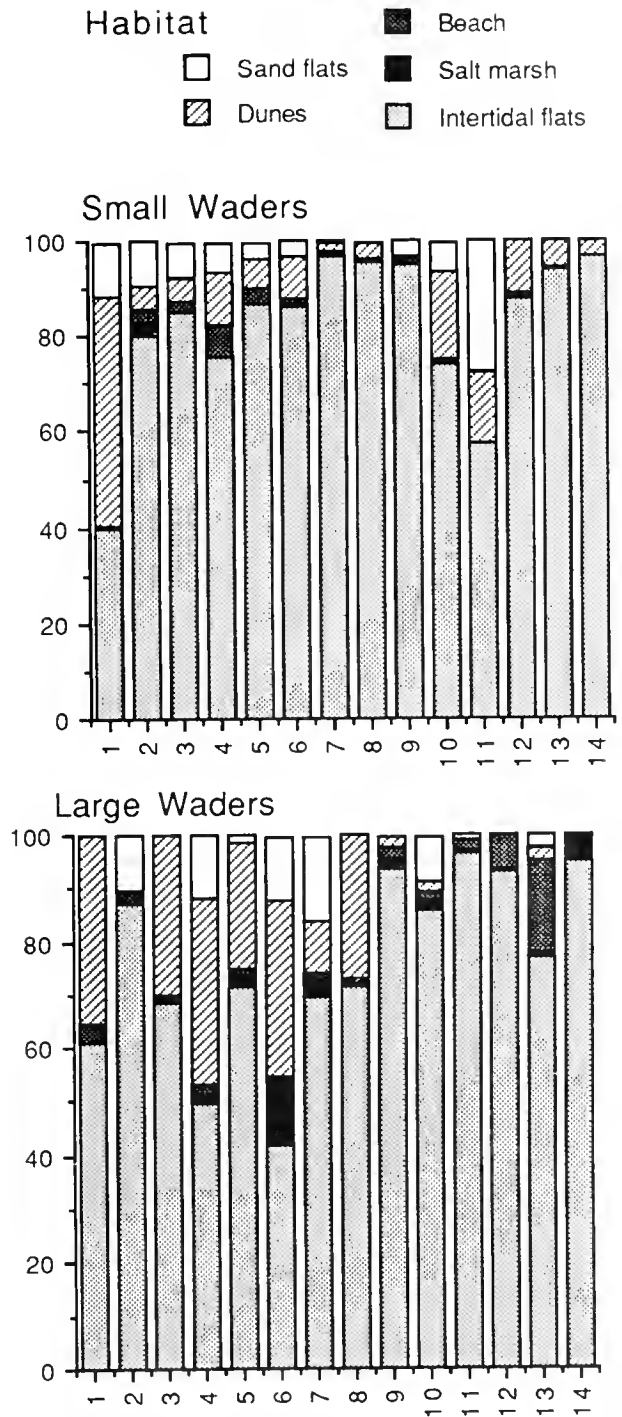 Habitat
Beach
Sand flats
Salt marsh
Dunes
Intertidal flats
Small Waders
100
80
60
40
20
0
1 2 3 4 5 6 7 8 9 10 11 12 13 14
Large Waders
100
80
60
40
20
0
1 2 3 4 5 6 7 8 9 10 11 12 13 14